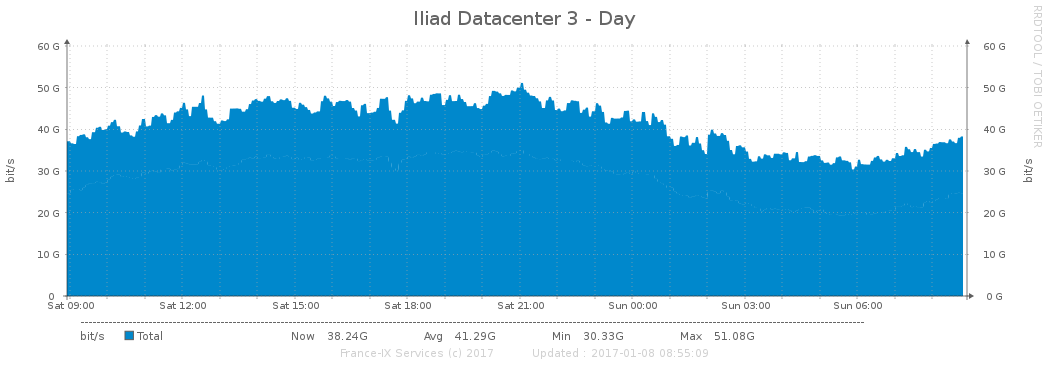 Iliad Datacenter 3 - Day
RRDTOOL / TOBI OETIKER
60 G 60 G
50 G 50 G
40 G 40 G
30 G 30 G
20 G 20 G
10 G 10 G
0 0 G
bit/s bit/s
Sat 09:00 Sat 12:00 Sat 15:00 Sat 18:00 Sat 21:00 Sun 00:00 Sun 03:00 Sun 06:00
bit/s Total Now 38.24G Avg 41.29G Min 30.33G Max 51.08G
France-IX Services (c) 2017 Updated : 2017-01-08 08:55:09